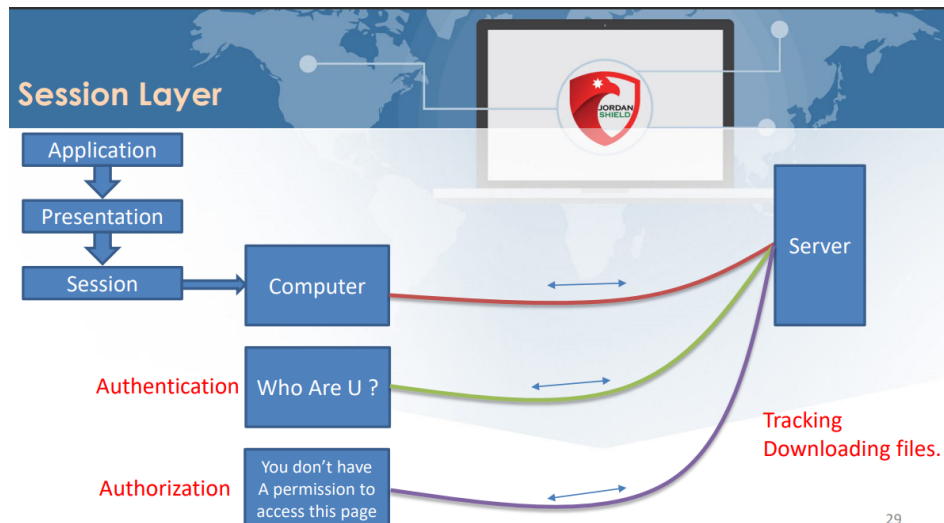 Session Layer
JORDAN
SHIELD
Application
Presentation
Session
Computer
Server
Authentication
Who Are U ?
Authorization
You don’t have
A permission to
access this page
Tracking
Downloading files.
29